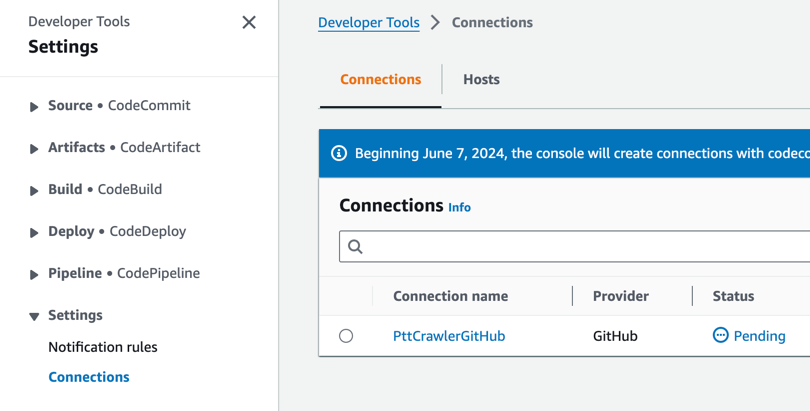 Developer Tools
Settings
Source • CodeCommit
Artifacts • CodeArtifact
Build • CodeBuild
Deploy • CodeDeploy
Pipeline • CodePipeline
Settings
Notification rules
Connections
Developer Tools > Connections
Connections
Hosts
Beginning June 7, 2024, the console will create connections with codeco
Connections Info
Connection name Provider Status
PttCrawlerGitHub GitHub Pending